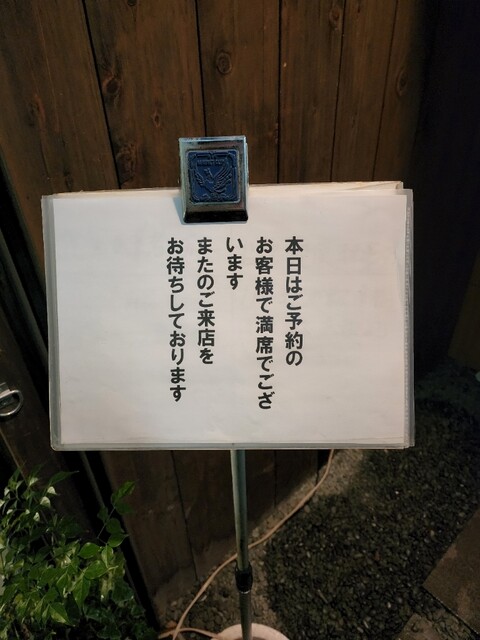 本日はご予約の
お客様で満席でござ
います
またのご来店を
お待ちしております